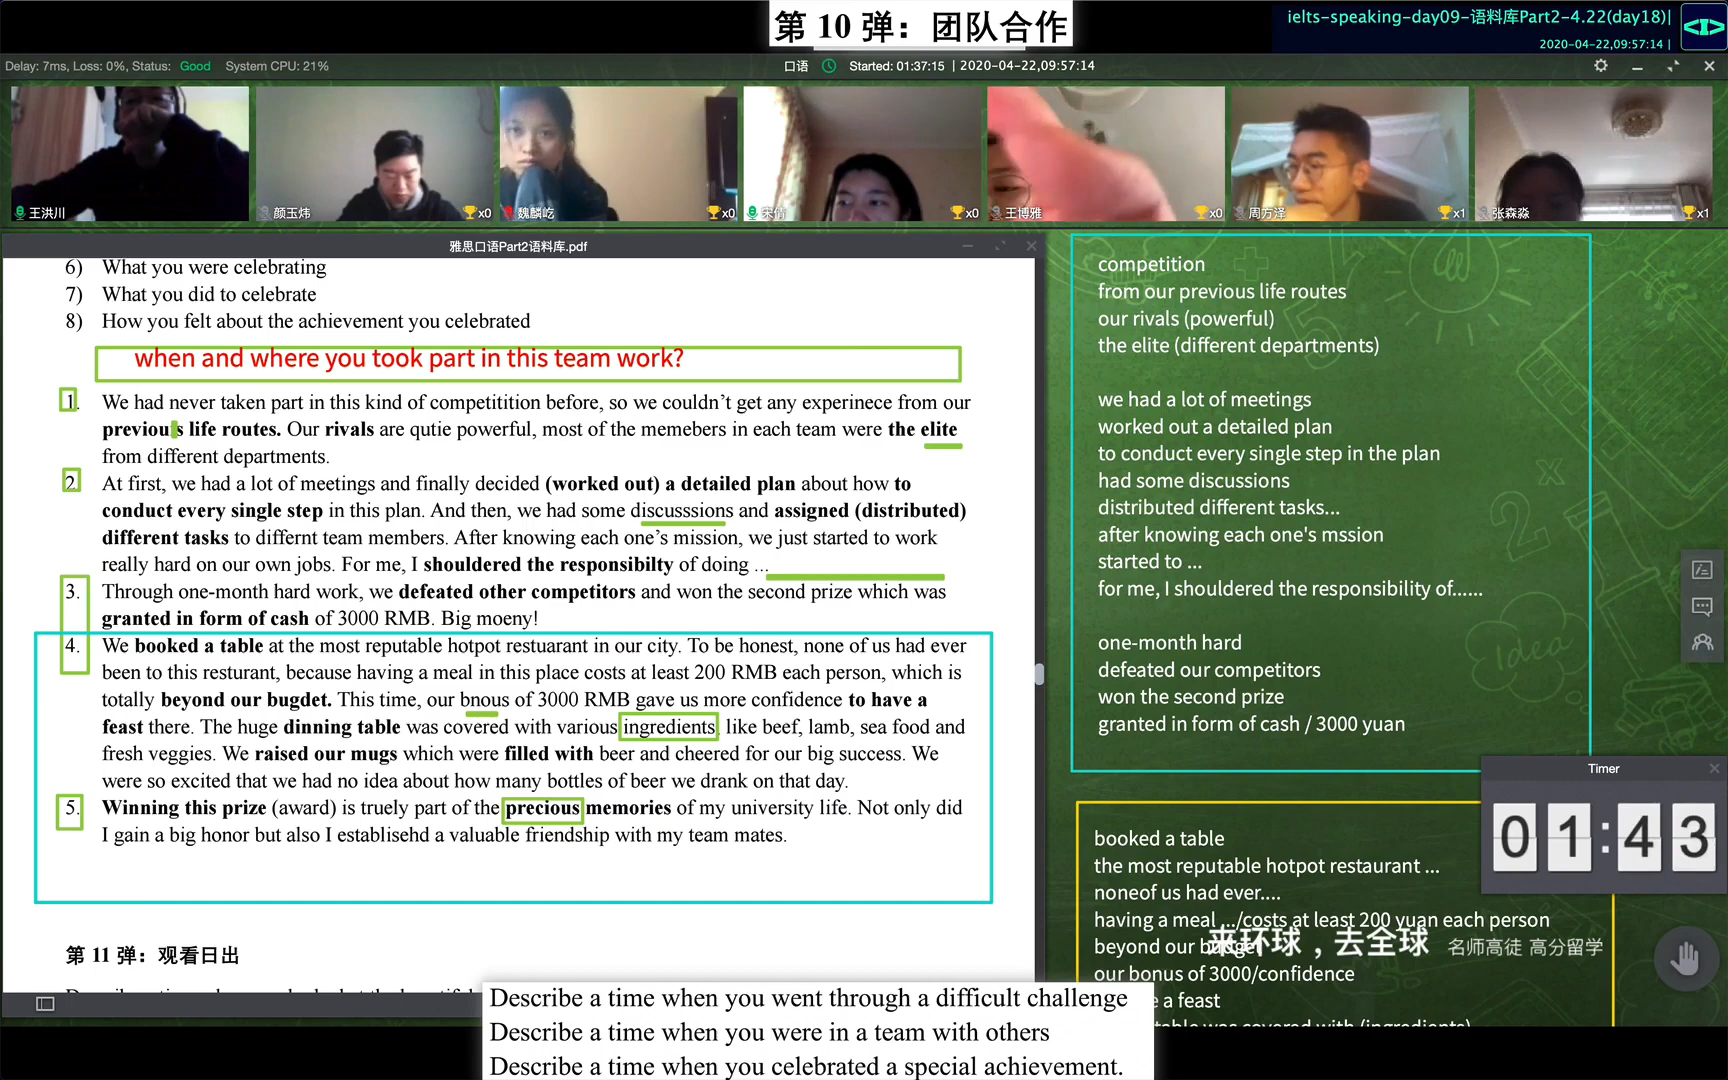 第 10 弹：团队合作
ielts-speaking-day09-语料库Part2-4.22(day18)|
2020-04-22,09:57:14 |
Delay: 7ms, Loss: 0%, Status: Good System CPU: 21%
口语 Started: 01:37:15 | 2020-04-22,09:57:14
王洪川
颜玉炜 x0
魏麟屹 x0
宋倩 x0
王博雅 x0
周方泽 x1
张森淼 x1
雅思口语Part2语料库.pdf
6) What you were celebrating
7) What you did to celebrate
8) How you felt about the achievement you celebrated
when and where you took part in this team work?
1. We had never taken part in this kind of competitition before, so we couldn't get any experinece from our
previous life routes. Our rivals are qutie powerful, most of the memebers in each team were the elite
from different departments.
2. At first, we had a lot of meetings and finally decided (worked out) a detailed plan about how to
conduct every single step in this plan. And then, we had some discusssions and assigned (distributed)
different tasks to differnt team members. After knowing each one's mission, we just started to work
really hard on our own jobs. For me, I shouldered the responsibilty of doing ...
3. Through one-month hard work, we defeated other competitors and won the second prize which was
granted in form of cash of 3000 RMB. Big moeny!
4. We booked a table at the most reputable hotpot restuarant in our city. To be honest, none of us had ever
been to this resturant, because having a meal in this place costs at least 200 RMB each person, which is
totally beyond our bugdet. This time, our bnous of 3000 RMB gave us more confidence to have a
feast there. The huge dinning table was covered with various ingredients, like beef, lamb, sea food and
fresh veggies. We raised our mugs which were filled with beer and cheered for our big success. We
were so excited that we had no idea about how many bottles of beer we drank on that day.
5. Winning this prize (award) is truely part of the precious memories of my university life. Not only did
I gain a big honor but also I establisehd a valuable friendship with my team mates.
第 11 弹：观看日出
competition
from our previous life routes
our rivals (powerful)
the elite (different departments)
we had a lot of meetings
worked out a detailed plan
to conduct every single step in the plan
had some discussions
distributed different tasks...
after knowing each one's mssion
started to ...
for me, I shouldered the responsibility of......
one-month hard
defeated our competitors
won the second prize
granted in form of cash / 3000 yuan
Timer
01:43
booked a table
the most reputable hotpot restaurant ...
noneof us had ever....
having a meal .../costs at least 200 yuan each person
beyond our budget
来环球，去全球 名师高徒 高分留学
our bonus of 3000/confidence
a feast
table was covered with (ingredients)
Describe a time when you went through a difficult challenge
Describe a time when you were in a team with others
Describe a time when you celebrated a special achievement.